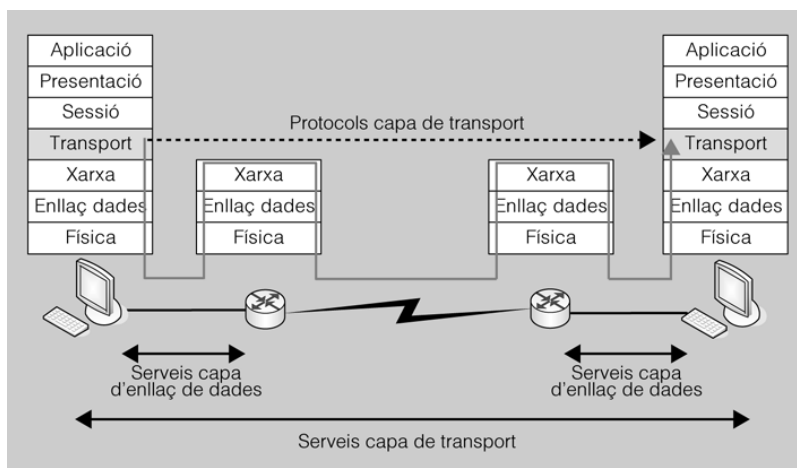 Aplicació
Presentació
Sessió
Transport
Xarxa
Enllaç dades
Física
Protocols capa de transport
Xarxa
Enllaç dades
Física
Xarxa
Enllaç dades
Física
Aplicació
Presentació
Sessió
Transport
Xarxa
Enllaç dades
Física
Serveis capa
d'enllaç de dades
Serveis capa
d'enllaç de dades
Serveis capa de transport